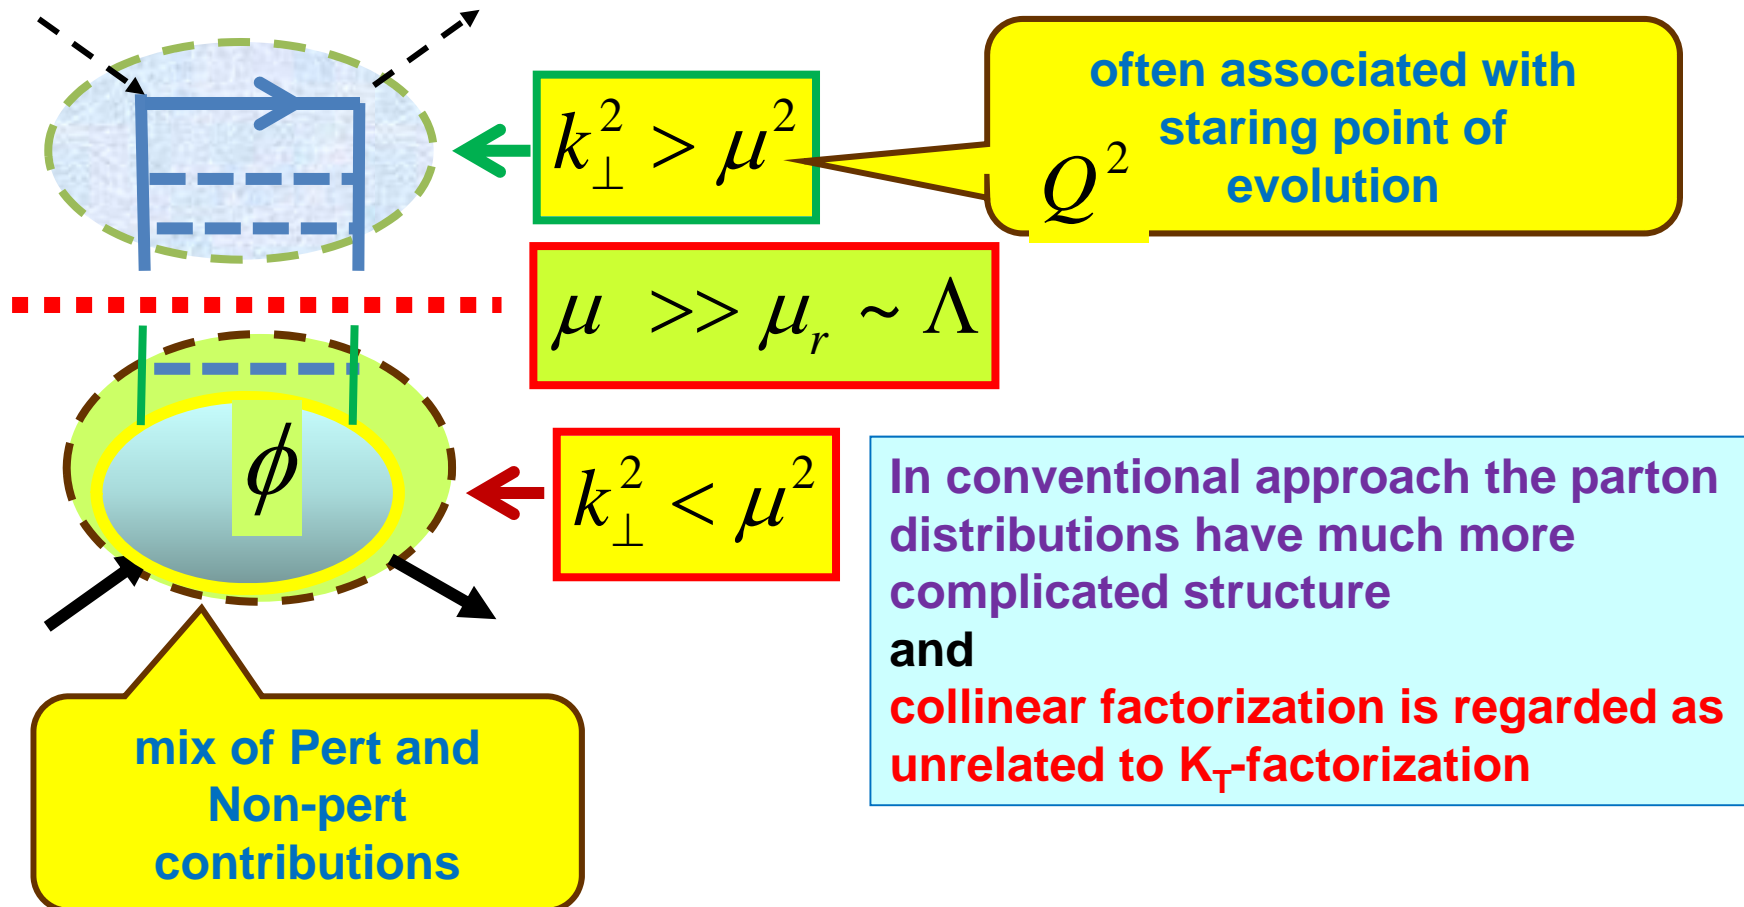 k⊥² > μ²
often associated with
staring point of
Q² evolution
μ >> μᵣ ~ Λ
ϕ
k⊥² < μ²
In conventional approach the parton
distributions have much more
complicated structure
and
collinear factorization is regarded as
unrelated to K_T-factorization
mix of Pert and
Non-pert
contributions